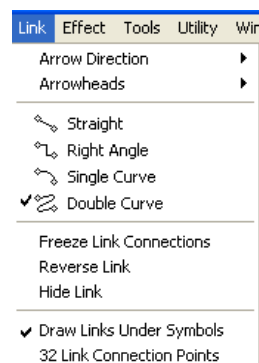 Link Effect Tools Utility
Arrow Direction
Arrowheads
Straight
Right Angle
Single Curve
Double Curve
Freeze Link Connections
Reverse Link
Hide Link
Draw Links Under Symbols
32 Link Connection Points